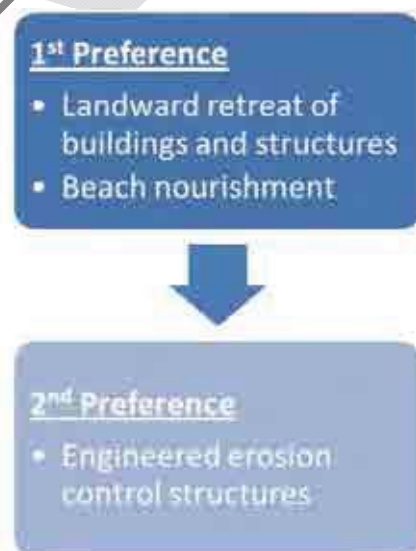 1st Preference
• Landward retreat of
buildings and structures
• Beach nourishment
2nd Preference
• Engineered erosion
control structures